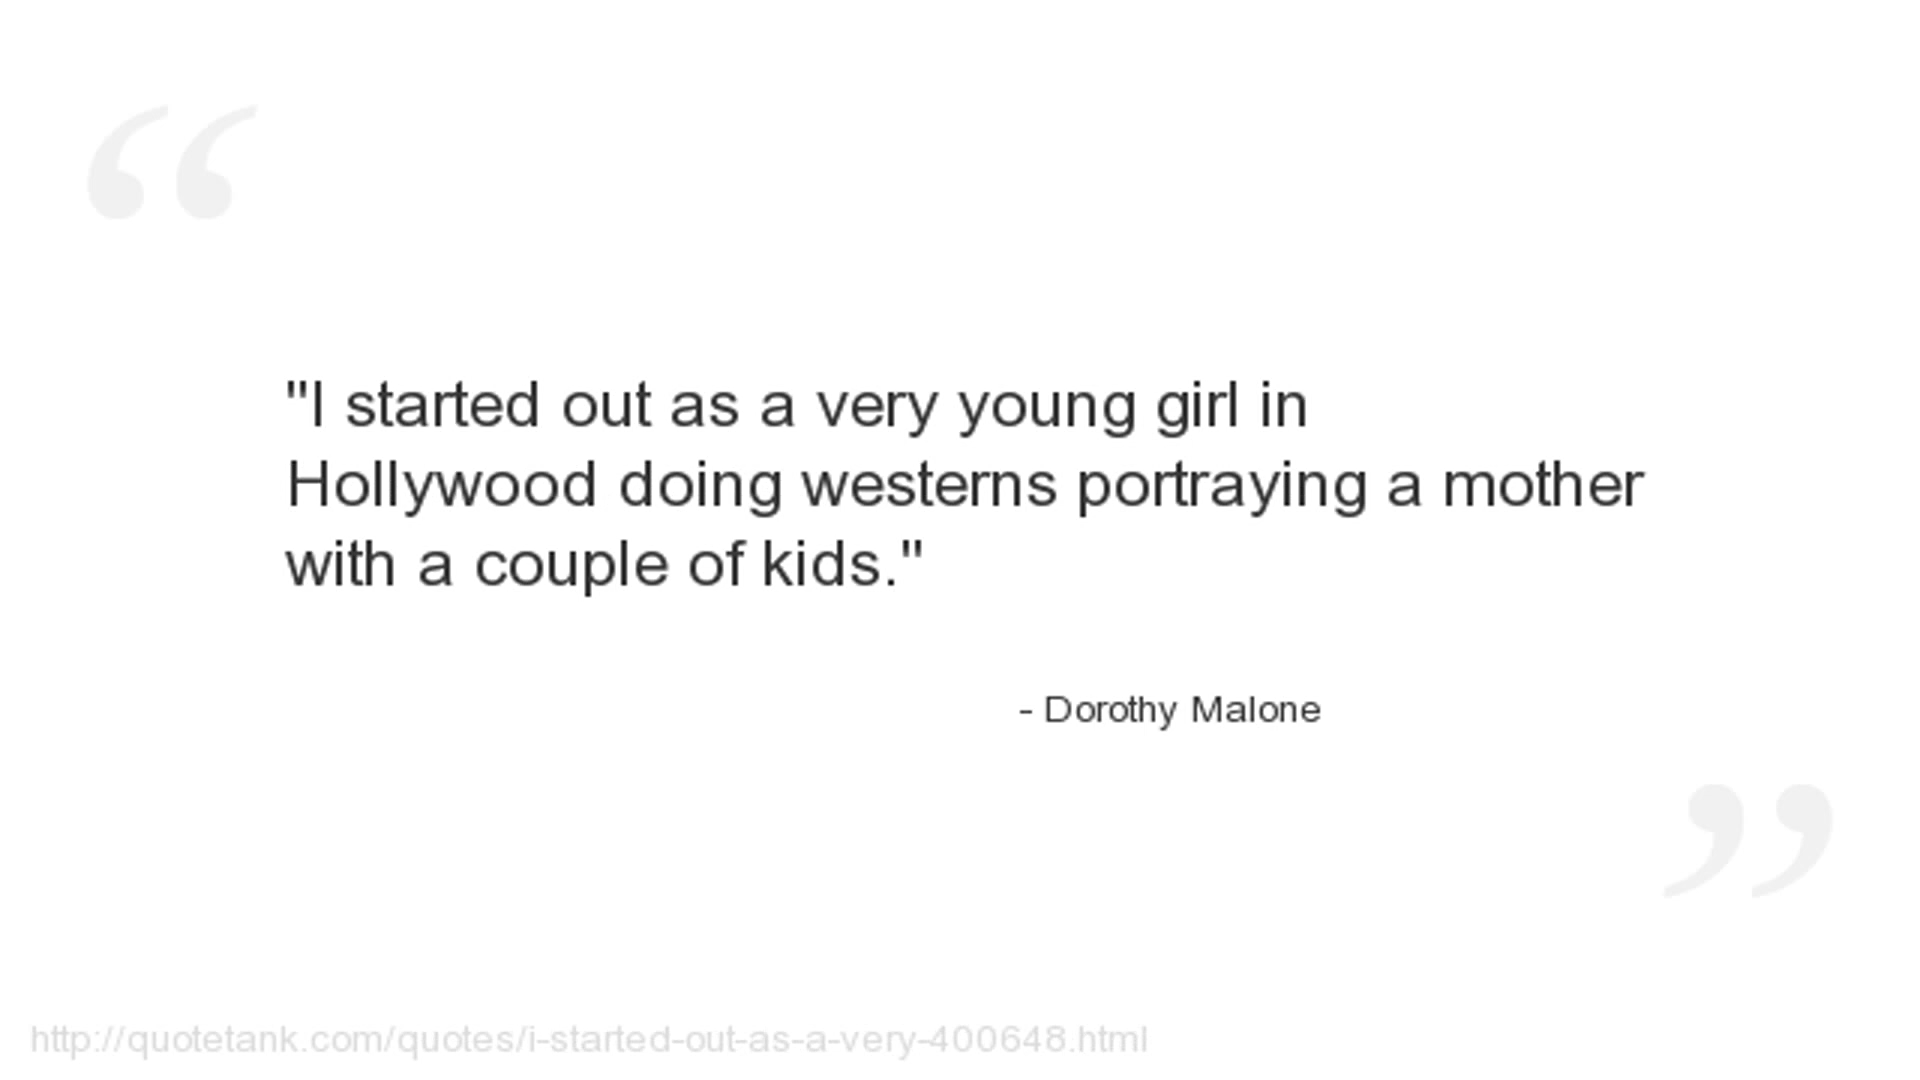 "I started out as a very young girl in
Hollywood doing westerns portraying a mother
with a couple of kids."
- Dorothy Malone
http://quotetank.com/quotes/i-started-out-as-a-very-400648.html